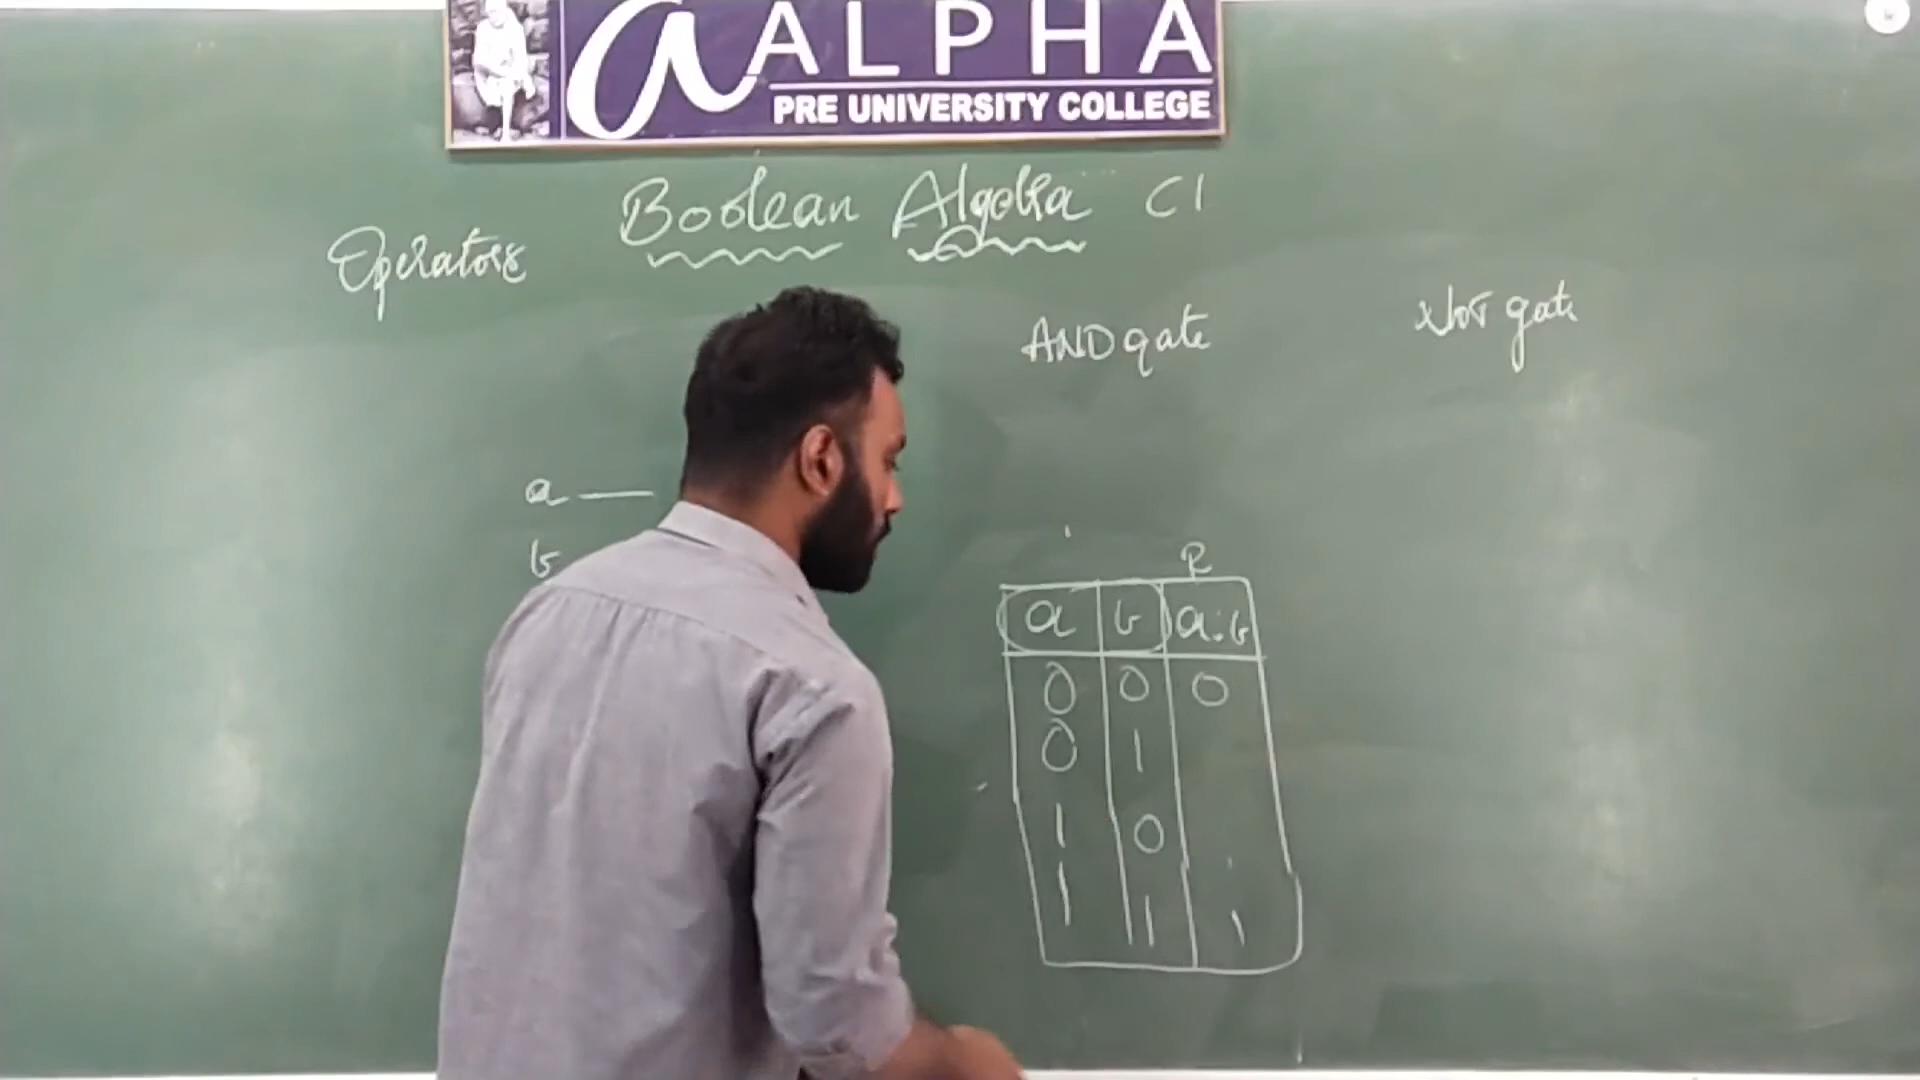 a ALPHA
PRE UNIVERSITY COLLEGE
Boolean Algebra C1
Operators
AND gate
gate
a
b
R
a b a.b
0 0 0
0 1
1 0
1 1 1